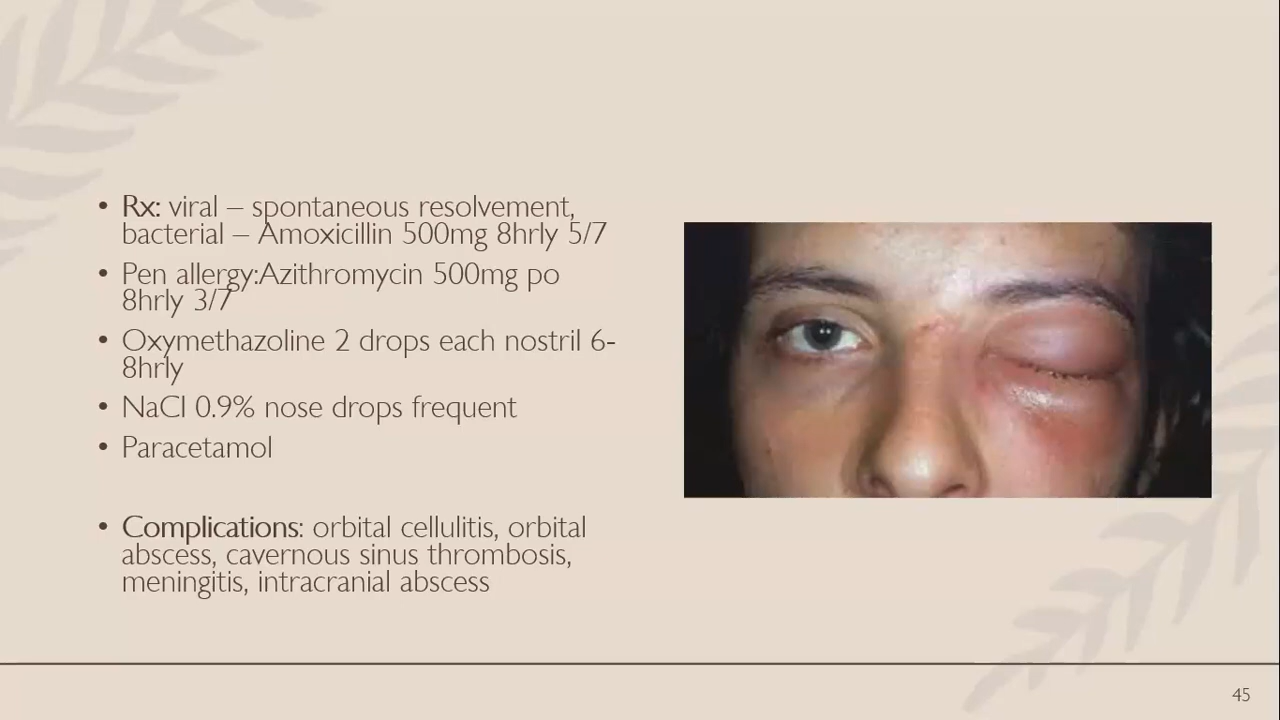 • Rx: viral – spontaneous resolvement,
bacterial – Amoxicillin 500mg 8hrly 5/7
• Pen allergy:Azithromycin 500mg po
8hrly 3/7
• Oxymethazoline 2 drops each nostril 6-
8hrly
• NaCl 0.9% nose drops frequent
• Paracetamol
• Complications: orbital cellulitis, orbital
abscess, cavernous sinus thrombosis,
meningitis, intracranial abscess
45